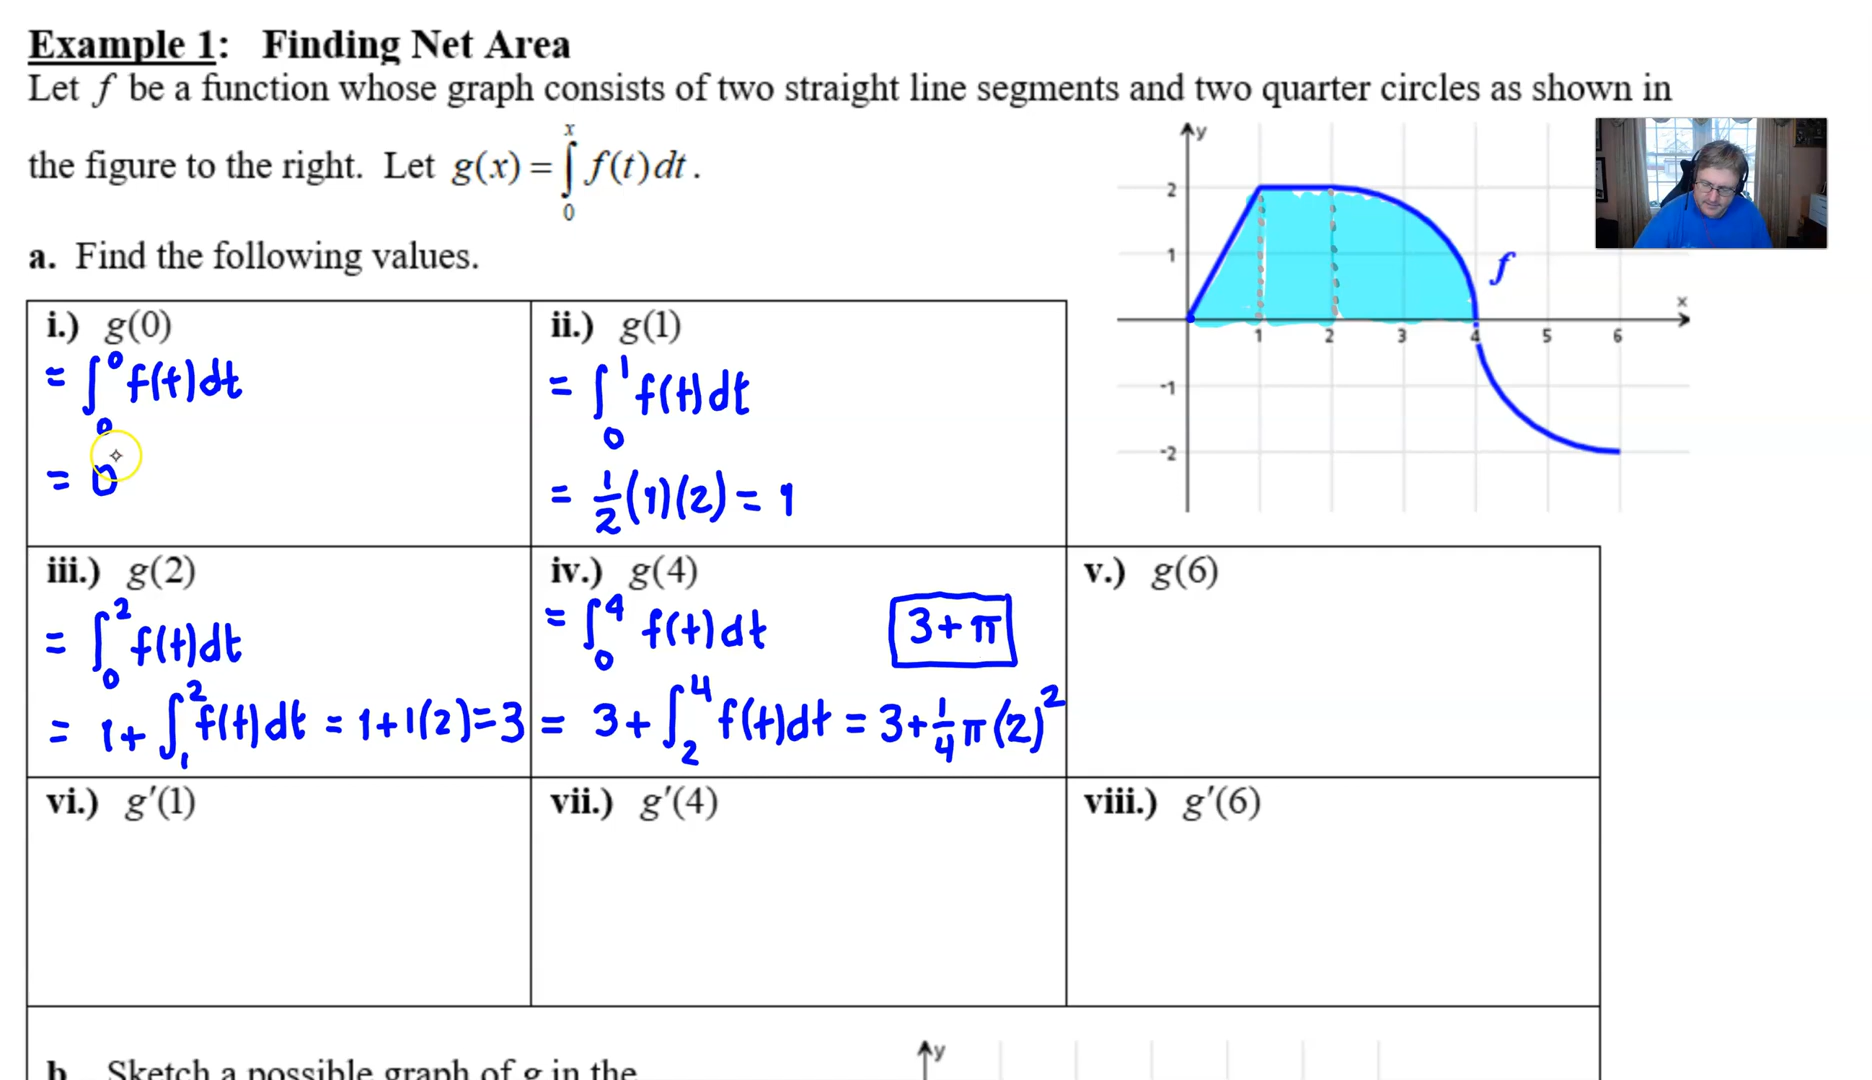 Example 1: Finding Net Area
Let f be a function whose graph consists of two straight line segments and two quarter circles as shown in
the figure to the right. Let g(x) = ∫₀ˣ f(t) dt.
a. Find the following values.
i.) g(0)
= ∫₀⁰ f(t)dt
= 0
ii.) g(1)
= ∫₀¹ f(t)dt
= 1/2 (1)(2) = 1
y
2
1
-1
-2
1 2 3 4 5 6
x
f
iii.) g(2)
= ∫₀² f(t)dt
= 1 + ∫₁² f(t)dt = 1+1(2)=3
iv.) g(4)
= ∫₀⁴ f(t)dt
3+π
= 3 + ∫₂⁴ f(t)dt = 3+1/4 π(2)²
v.) g(6)
vi.) g′(1)
vii.) g′(4)
viii.) g′(6)
b. Sketch a possible graph of g in the
y